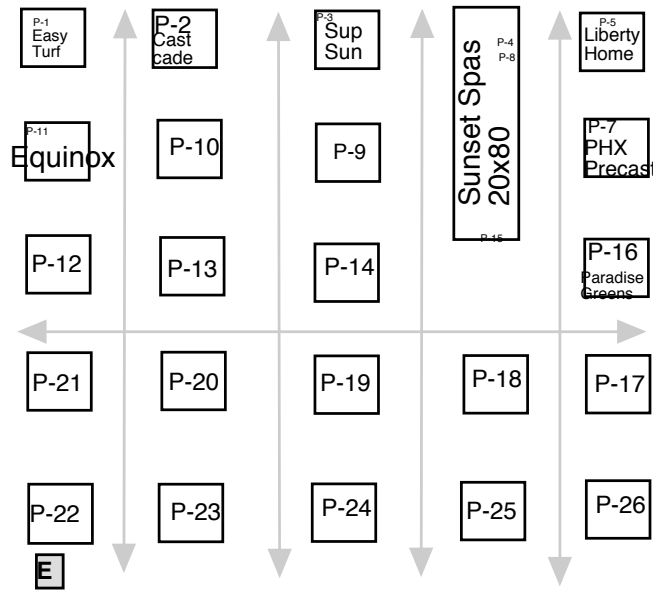 P-1
Easy
Turf
P-2
Cast
cade
P-3
Sup
Sun
Sunset Spas
20x80
P-4
P-8
P-15
P-5
Liberty
Home
P-11
Equinox
P-10
P-9
P-7
PHX
Precast
P-12
P-13
P-14
P-16
Paradise
Greens
P-21
P-20
P-19
P-18
P-17
P-22
P-23
P-24
P-25
P-26
E